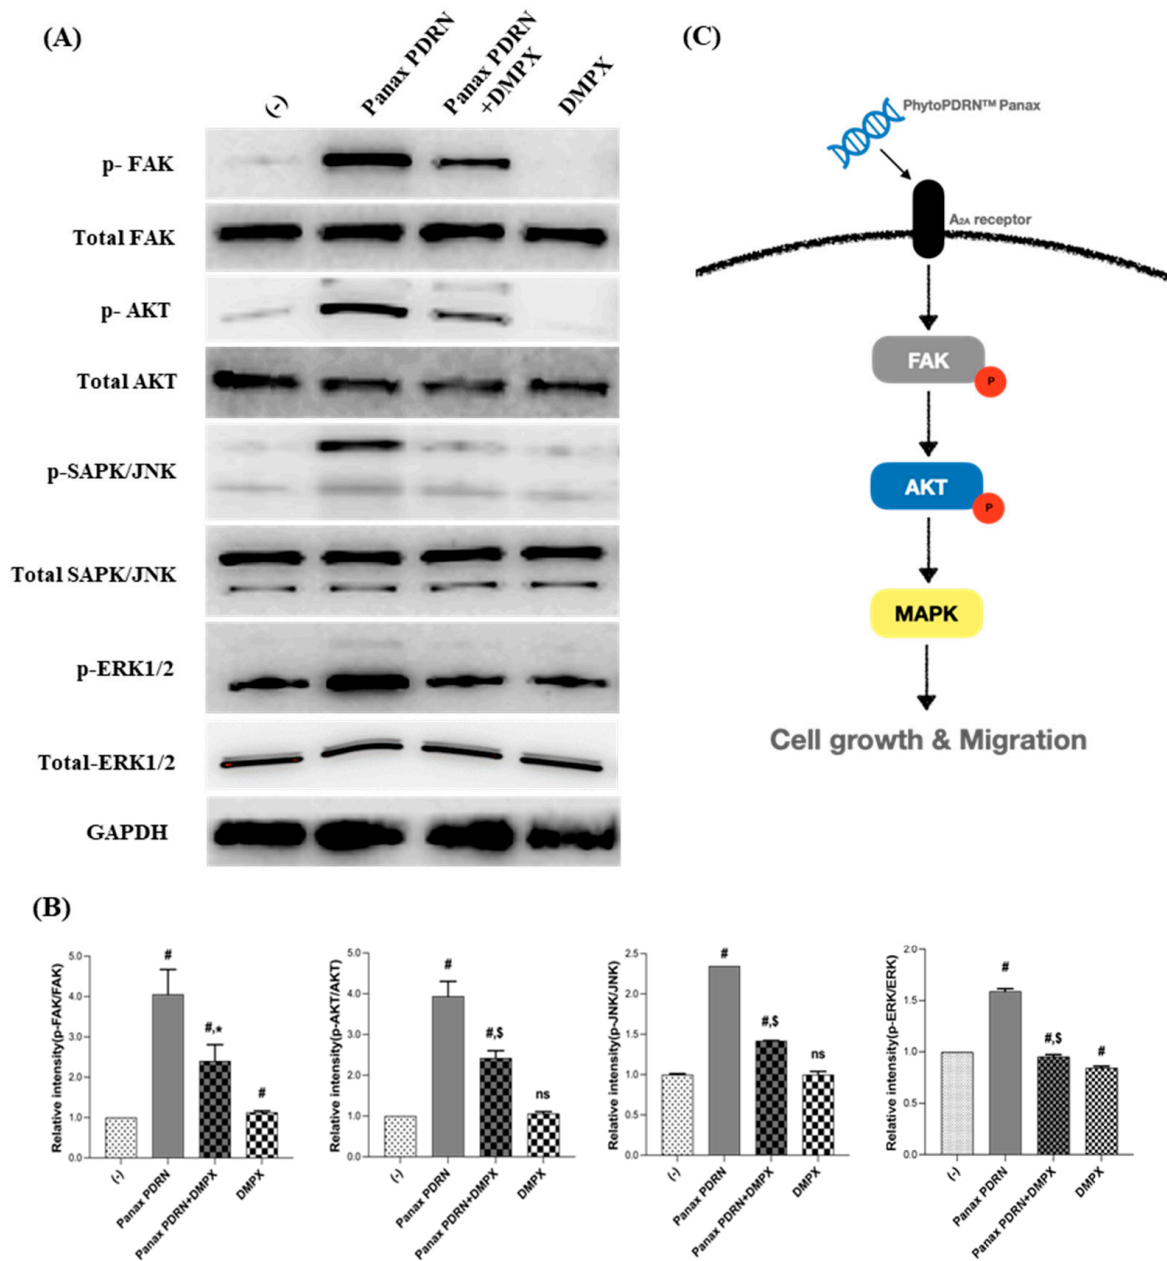 (A)
(-)
Panax PDRN
Panax PDRN
+DMPX
DMPX
p- FAK
Total FAK
p- AKT
Total AKT
p-SAPK/JNK
Total SAPK/JNK
p-ERK1/2
Total-ERK1/2
GAPDH
(C)
PhytoPDRN™ Panax
A2A receptor
FAK
P
AKT
P
MAPK
Cell growth & Migration
(B)
Relative intensity(p-FAK/FAK)
5.0
4.0
3.0
2.0
1.0
0.0
#
#,*
#
(-)
Panax PDRN
Panax PDRN+DMPX
DMPX
Relative intensity(p-AKT/AKT)
5.0
4.0
3.0
2.0
1.0
0.0
#
#,$
ns
(-)
Panax PDRN
Panax PDRN+DMPX
DMPX
Relative intensity(p-JNK/JNK)
2.5
2.0
1.5
1.0
0.5
0.0
#
#,$
ns
(-)
Panax PDRN
Panax PDRN+DMPX
DMPX
Relative intensity(p-ERK/ERK)
2.0
1.5
1.0
0.5
0.0
#
#,$
#
(-)
Panax PDRN
Panax PDRN+DMPX
DMPX